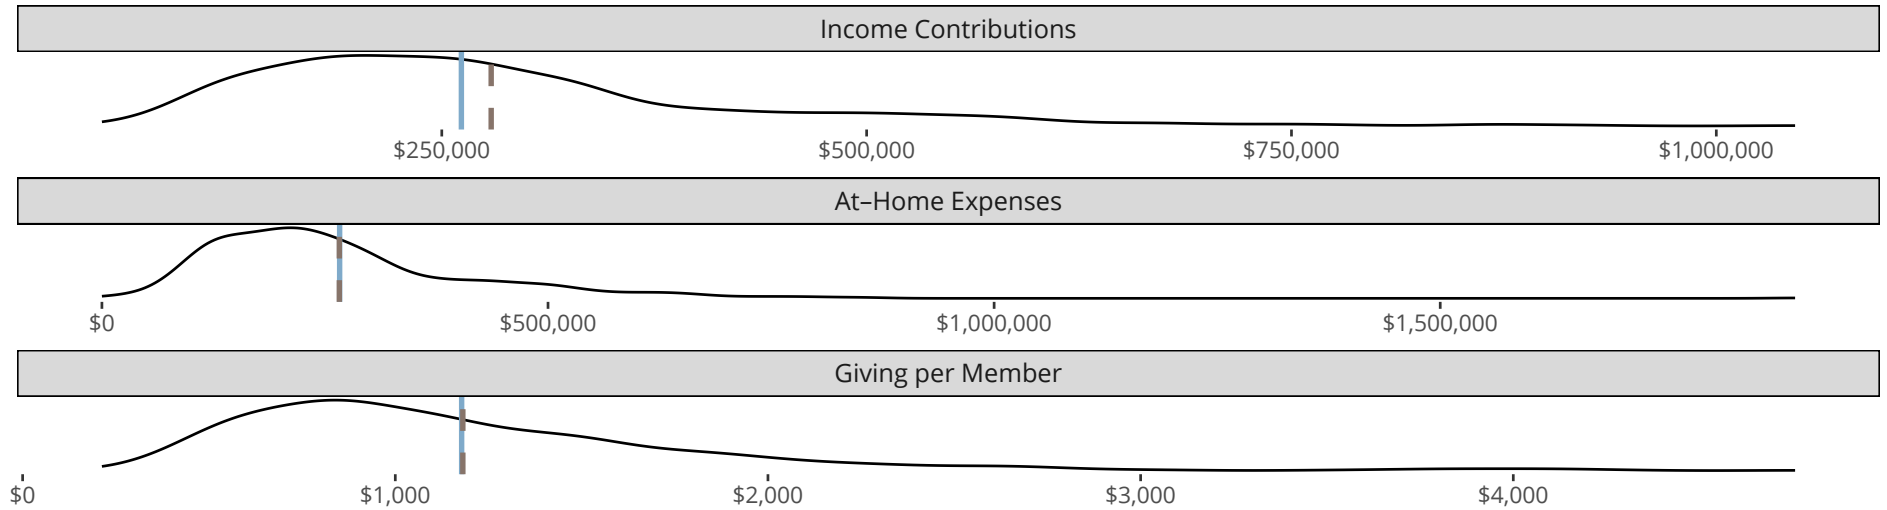 Income Contributions
$250,000 $500,000 $750,000 $1,000,000
At–Home Expenses
$0 $500,000 $1,000,000 $1,500,000
Giving per Member
$0 $1,000 $2,000 $3,000 $4,000